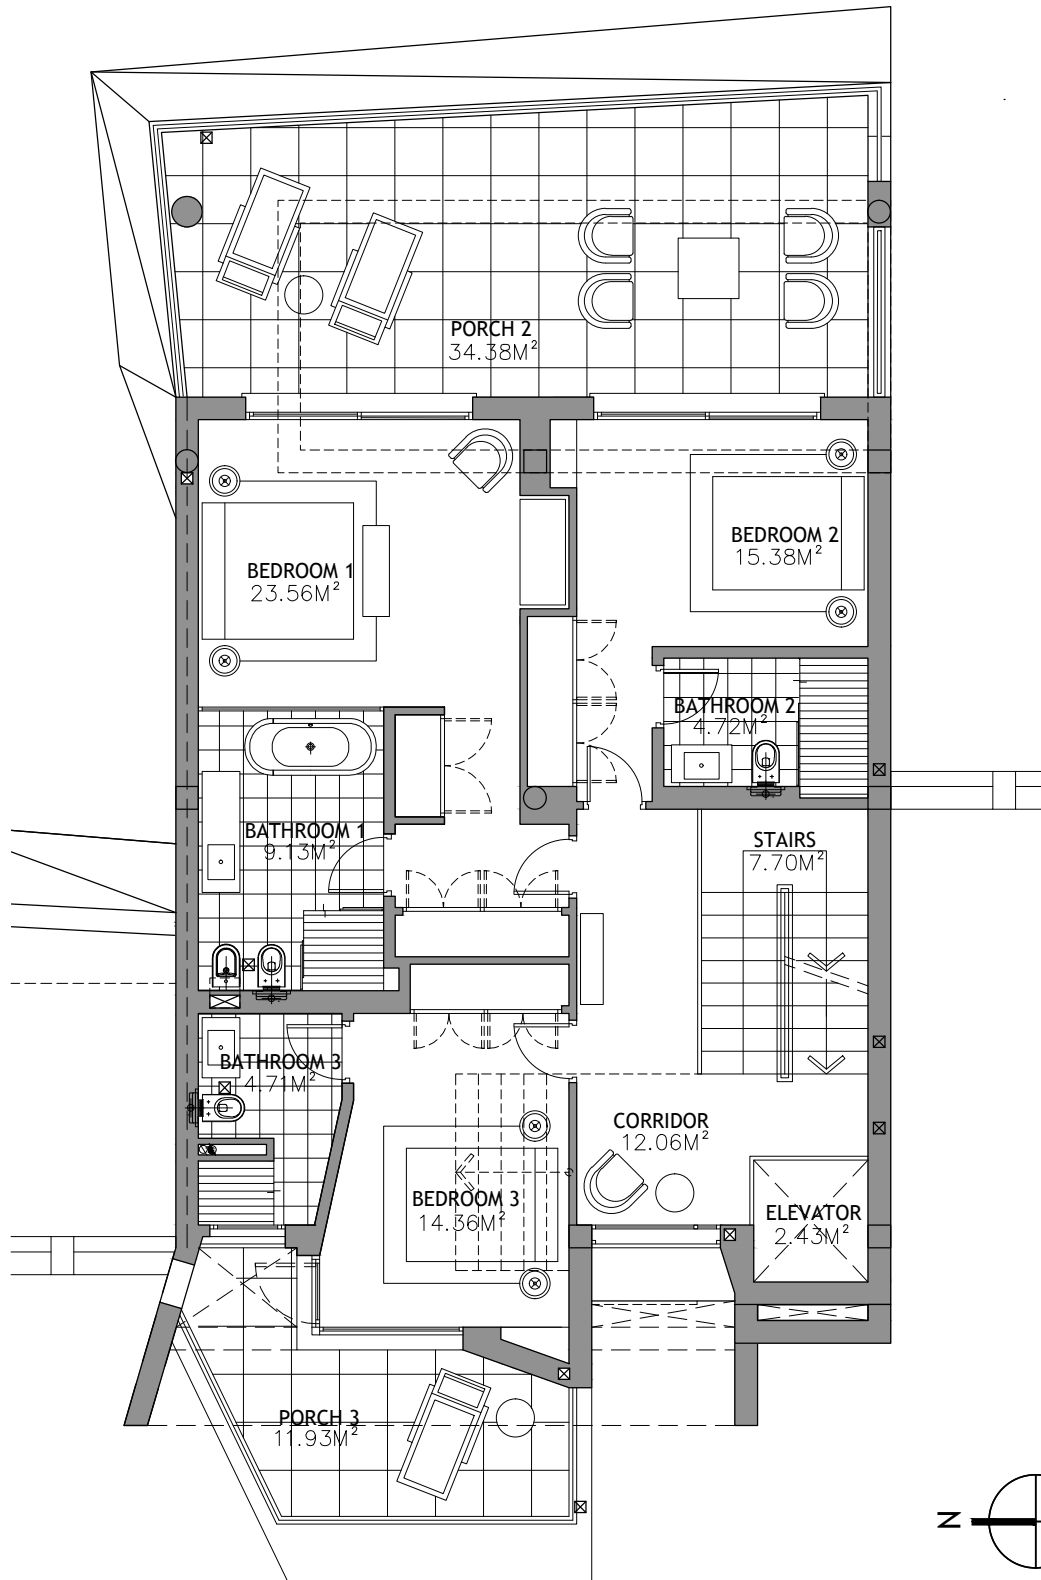 PORCH 2
34.38M²
BEDROOM 1
23.56M²
BEDROOM 2
15.38M²
BATHROOM 2
4.72M²
BATHROOM 1
9.13M²
STAIRS
7.70M²
BATHROOM 3
4.71M²
CORRIDOR
12.06M²
BEDROOM 3
14.36M²
ELEVATOR
2.43M²
PORCH 3
11.93M²
N